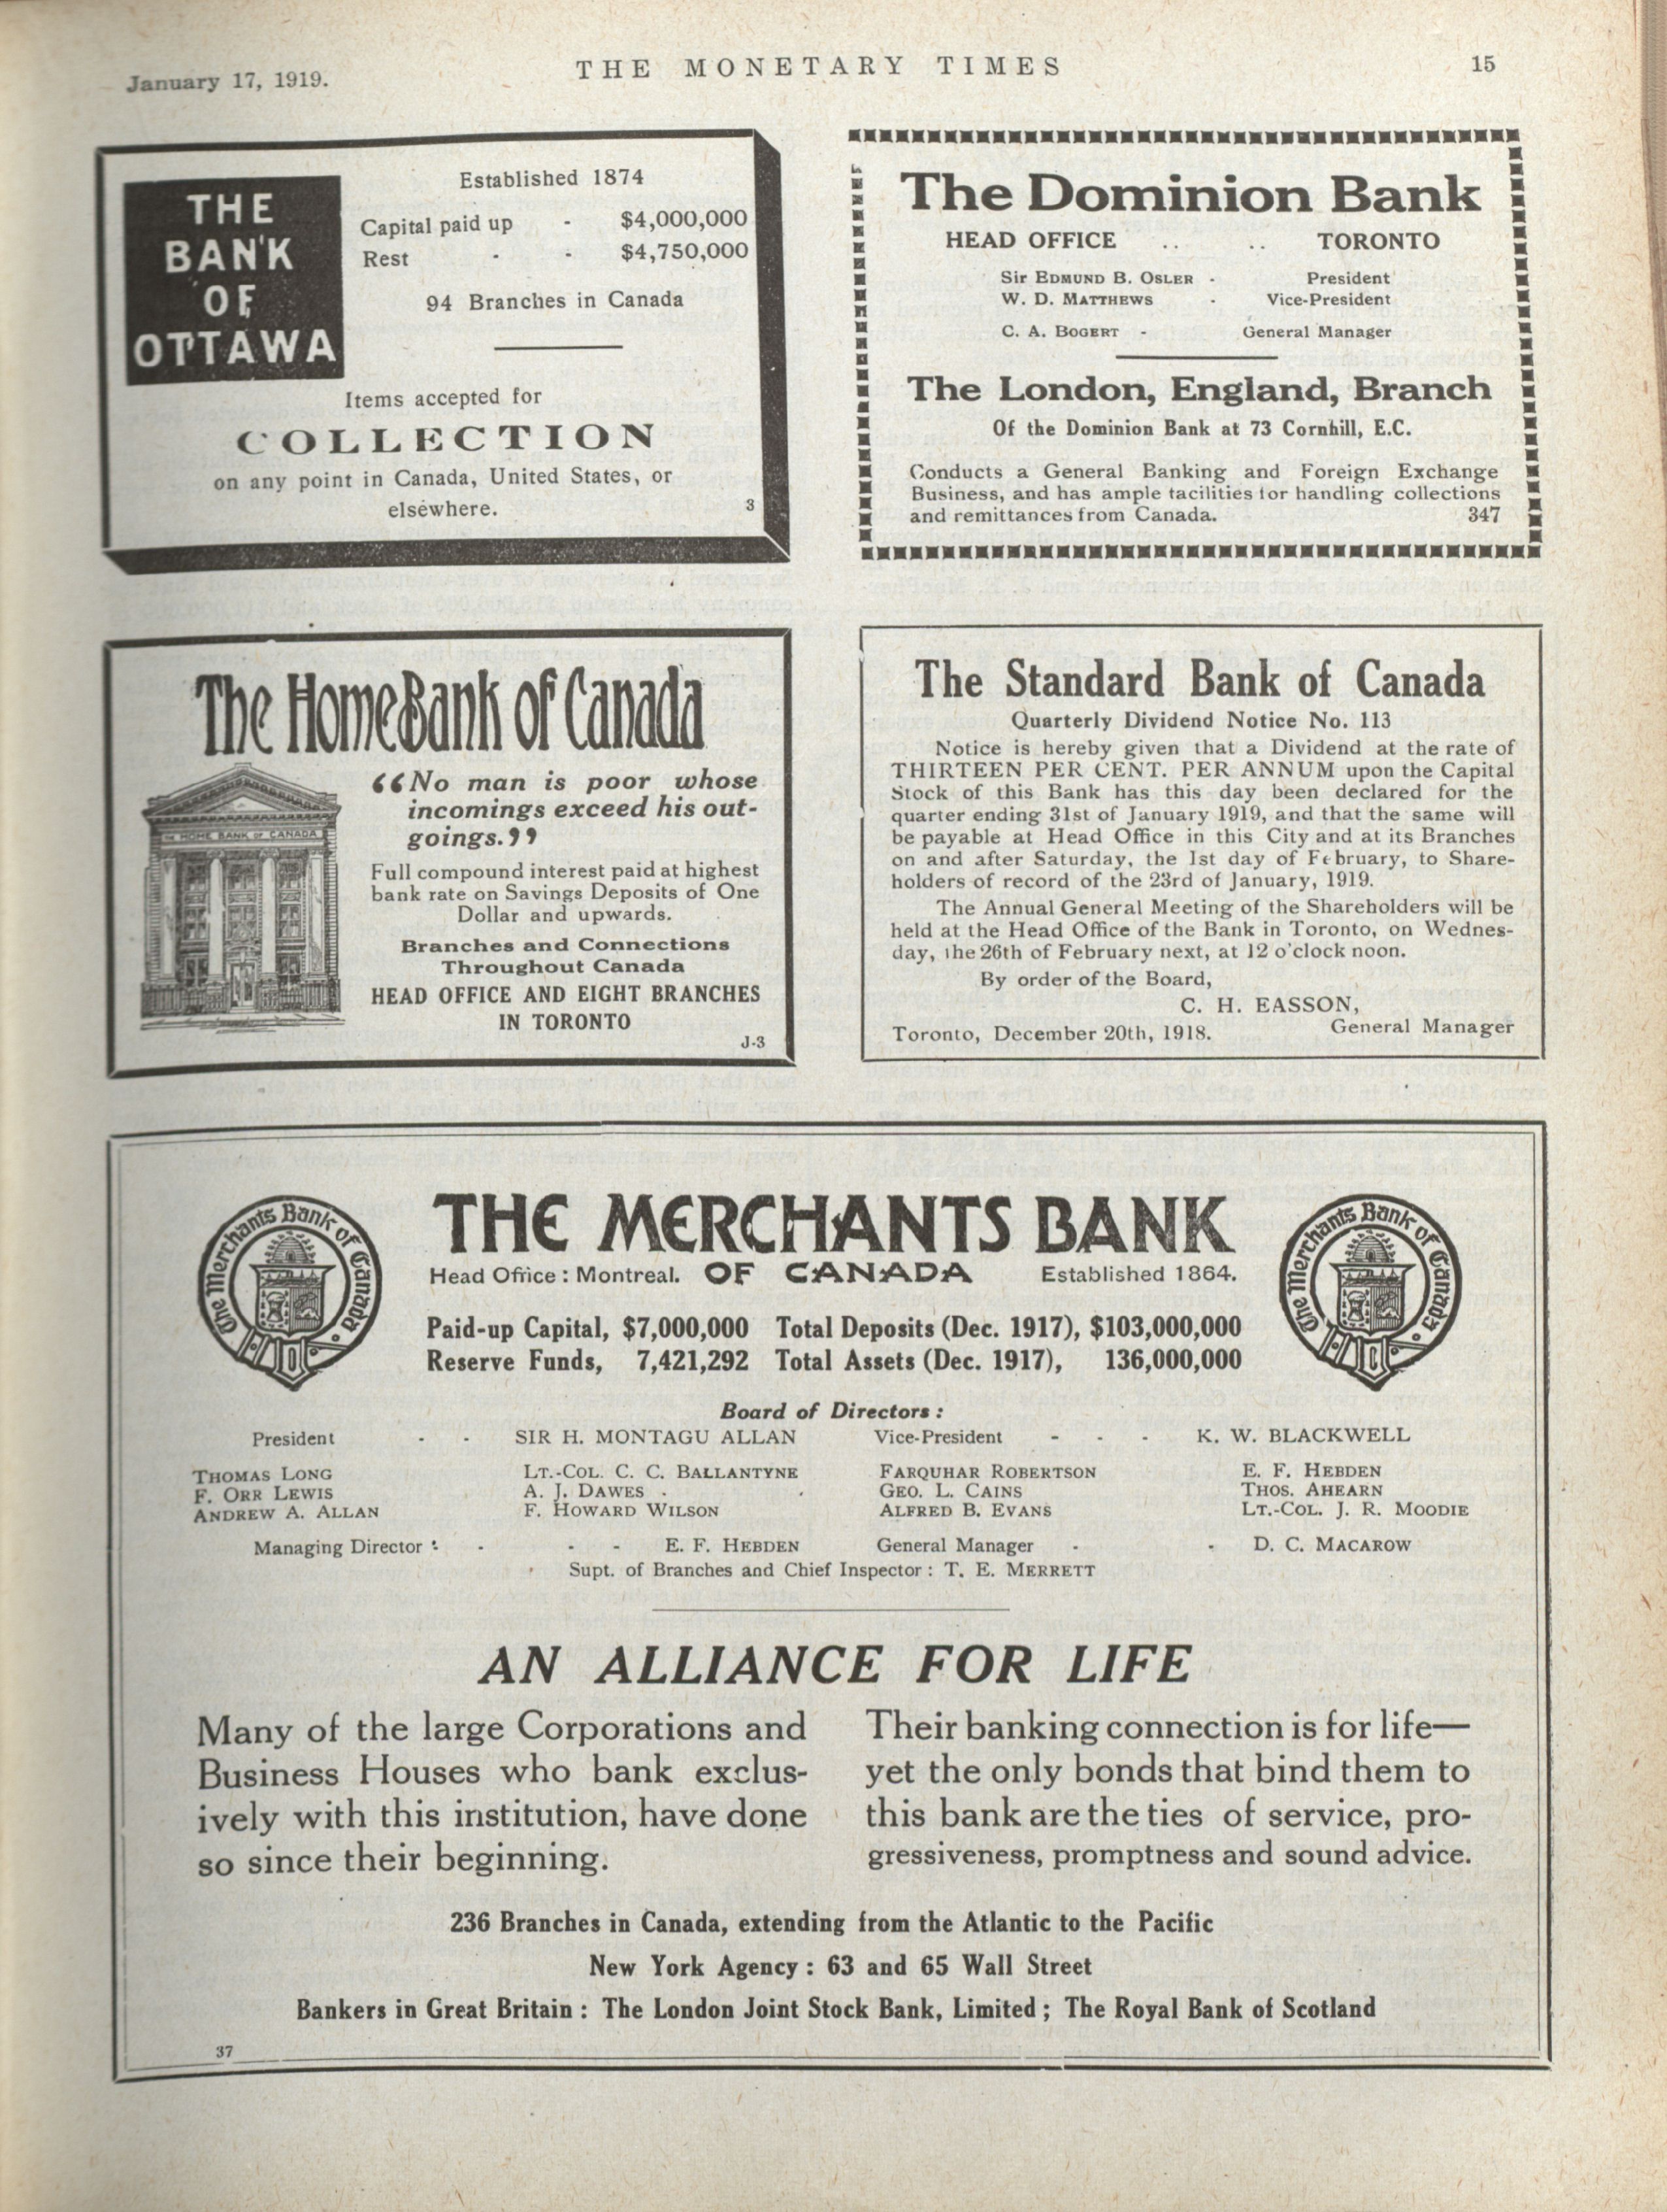 January 17, 1919.
THE MONETARY TIMES
15
THE
BANK
OF
OTTAWA
Established 1874
Capital paid up - $4,000,000
Rest - - $4,750,000
94 Branches in Canada
Items accepted for
COLLECTION
on any point in Canada, United States, or
elsewhere.
3
The Dominion Bank
HEAD OFFICE .. .. TORONTO
Sir EDMUND B. OSLER - President
W. D. MATTHEWS - Vice-President
C. A. BOGERT - General Manager
The London, England, Branch
Of the Dominion Bank at 73 Cornhill, E.C.
Conducts a General Banking and Foreign Exchange
Business, and has ample facilities for handling collections
and remittances from Canada. 347
The Home Bank of Canada
HOME BANK OF CANADA
“No man is poor whose
incomings exceed his out-
goings.”
Full compound interest paid at highest
bank rate on Savings Deposits of One
Dollar and upwards.
Branches and Connections
Throughout Canada
HEAD OFFICE AND EIGHT BRANCHES
IN TORONTO
J-3
The Standard Bank of Canada
Quarterly Dividend Notice No. 113
Notice is hereby given that a Dividend at the rate of
THIRTEEN PER CENT. PER ANNUM upon the Capital
Stock of this Bank has this day been declared for the
quarter ending 31st of January 1919, and that the same will
be payable at Head Office in this City and at its Branches
on and after Saturday, the 1st day of February, to Share-
holders of record of the 23rd of January, 1919.
The Annual General Meeting of the Shareholders will be
held at the Head Office of the Bank in Toronto, on Wednes-
day, the 26th of February next, at 12 o'clock noon.
By order of the Board,
C. H. EASSON,
General Manager
Toronto, December 20th, 1918.
The Merchants Bank of Canada.
THE MERCHANTS BANK
Head Office : Montreal. OF CANADA Established 1864.
The Merchants Bank of Canada.
Paid-up Capital, $7,000,000 Total Deposits (Dec. 1917), $103,000,000
Reserve Funds, 7,421,292 Total Assets (Dec. 1917), 136,000,000
Board of Directors :
President - - SIR H. MONTAGU ALLAN Vice-President - - - K. W. BLACKWELL
THOMAS LONG LT.-COL. C. C. BALLANTYNE FARQUHAR ROBERTSON E. F. HEBDEN
F. ORR LEWIS A. J. DAWES GEO. L. CAINS THOS. AHEARN
ANDREW A. ALLAN F. HOWARD WILSON ALFRED B. EVANS LT.-COL. J. R. MOODIE
Managing Director - - - E. F. HEBDEN General Manager - - D. C. MACAROW
Supt. of Branches and Chief Inspector : T. E. MERRETT
AN ALLIANCE FOR LIFE
Many of the large Corporations and
Business Houses who bank exclus-
ively with this institution, have done
so since their beginning.
Their banking connection is for life—
yet the only bonds that bind them to
this bank are the ties of service, pro-
gressiveness, promptness and sound advice.
236 Branches in Canada, extending from the Atlantic to the Pacific
New York Agency : 63 and 65 Wall Street
Bankers in Great Britain : The London Joint Stock Bank, Limited ; The Royal Bank of Scotland
37